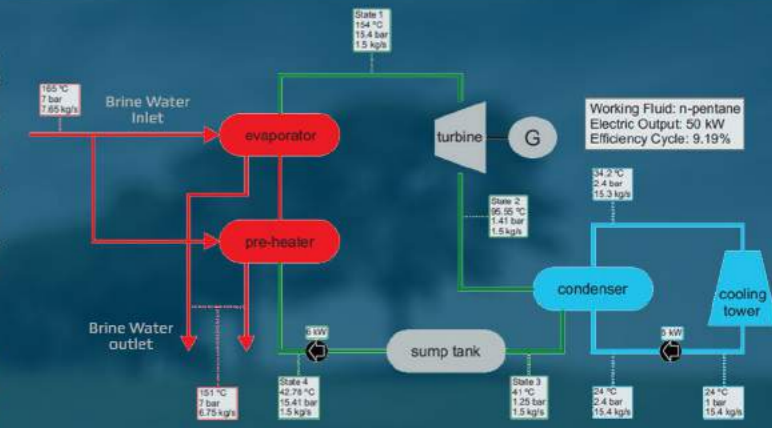 State 1
154 °C
15.4 bar
1.5 kg/s
165 °C
7 bar
7.65 kg/s
Brine Water
Inlet
evaporator
turbine
G
Working Fluid: n-pentane
Electric Output: 50 kW
Efficiency Cycle: 9.19%
34.2 °C
2.4 bar
15.3 kg/s
State 2
95.55 °C
1.41 bar
1.5 kg/s
pre-heater
condenser
cooling
tower
Brine Water
outlet
6 kW
sump tank
5 kW
151 °C
7 bar
6.75 kg/s
State 4
42.78 °C
15.41 bar
1.5 kg/s
State 3
41 °C
1.25 bar
1.5 kg/s
24 °C
2.4 bar
15.4 kg/s
24 °C
1 bar
15.4 kg/s